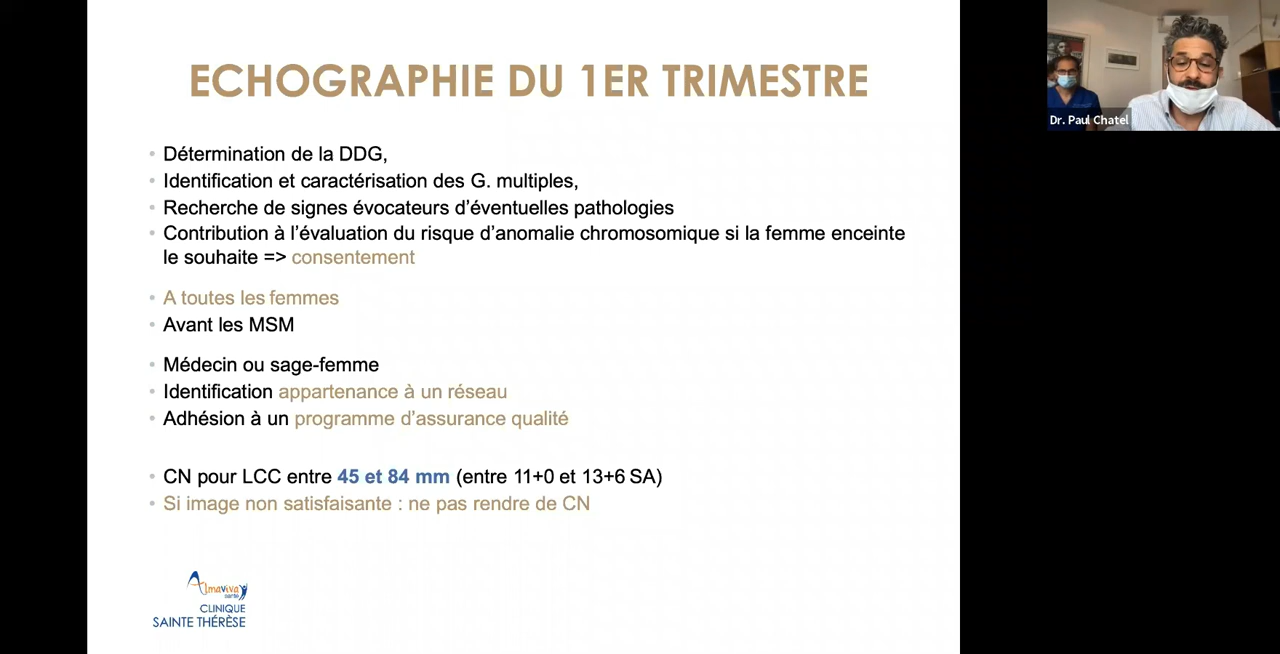 ECHOGRAPHIE DU 1ER TRIMESTRE
Dr. Paul Chatel
• Détermination de la DDG,
• Identification et caractérisation des G. multiples,
• Recherche de signes évocateurs d’éventuelles pathologies
• Contribution à l’évaluation du risque d’anomalie chromosomique si la femme enceinte
le souhaite => consentement
• A toutes les femmes
• Avant les MSM
• Médecin ou sage-femme
• Identification appartenance à un réseau
• Adhésion à un programme d’assurance qualité
• CN pour LCC entre 45 et 84 mm (entre 11+0 et 13+6 SA)
• Si image non satisfaisante : ne pas rendre de CN
Almaviva
santé
CLINIQUE
SAINTE THÉRÈSE